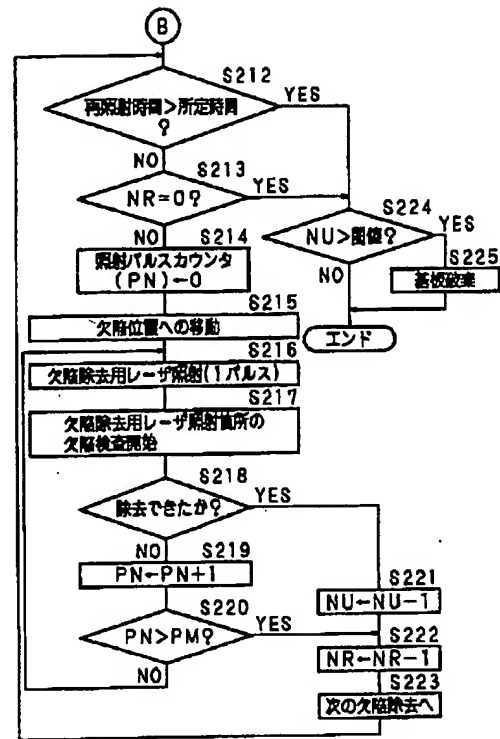 B
S212
再照射時間>所定時間
?
YES
NO
S213
NR=0?
YES
NO
S214
照射パルスカウンタ
(PN)←0
S224
NU>閾値?
YES
NO
S225
基板破棄
エンド
S215
欠陥位置への移動
S216
欠陥除去用レーザ照射(1パルス)
S217
欠陥除去用レーザ照射箇所の
欠陥検査開始
S218
除去できたか?
YES
NO
S219
PN←PN+1
S220
PN>PM?
YES
NO
S221
NU←NU-1
S222
NR←NR-1
S223
次の欠陥除去へ